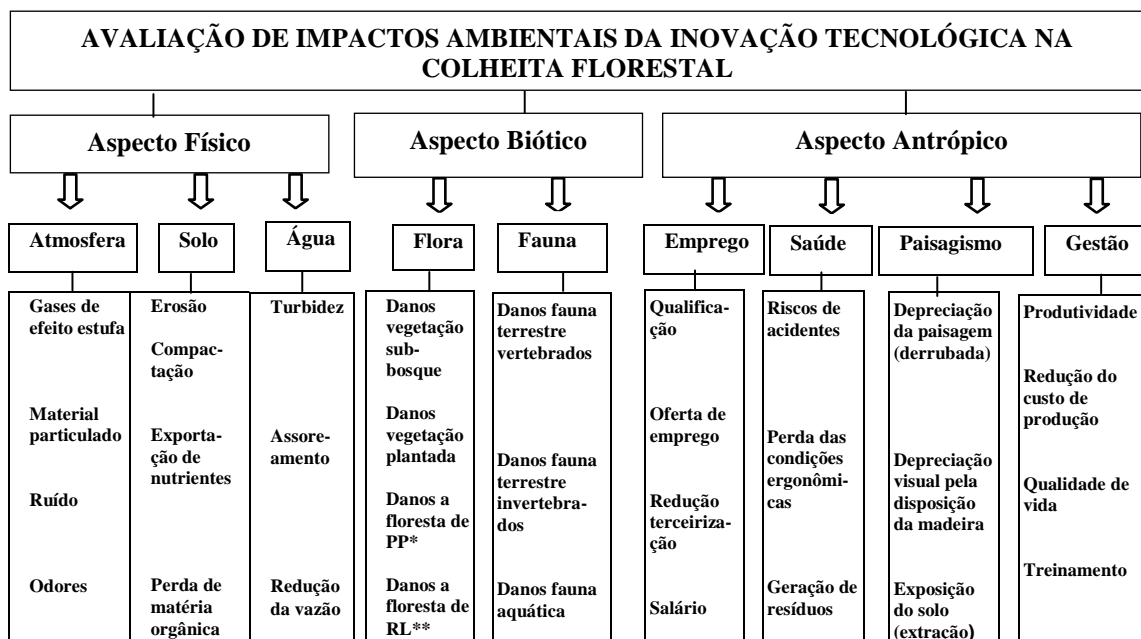 AVALIAÇÃO DE IMPACTOS AMBIENTAIS DA INOVAÇÃO TECNOLÓGICA NA
COLHEITA FLORESTAL
Aspecto Físico
Aspecto Biótico
Aspecto Antrópico
Atmosfera
Solo
Água
Flora
Fauna
Emprego
Saúde
Paisagismo
Gestão
Gases de
efeito estufa
Material
particulado
Ruído
Odores
Erosão
Compac-
tação
Exporta-
ção de
nutrientes
Perda de
matéria
orgânica
Turbidez
Assore-
amento
Redução
da vazão
Danos
vegetação
sub-
bosque
Danos
vegetação
plantada
Danos a
floresta de
PP*
Danos a
floresta de
RL**
Danos fauna
terrestre
vertebrados
Danos fauna
terrestre
invertebra-
dos
Danos fauna
aquática
Qualifica-
ção
Oferta de
emprego
Redução
terceiriza-
ção
Salário
Riscos de
acidentes
Perda das
condições
ergonômi-
cas
Geração de
resíduos
Depreciação
da paisagem
(derrubada)
Depreciação
visual pela
disposição
da madeira
Exposição
do solo
(extração)
Produtividade
Redução do
custo de
produção
Qualidade de
vida
Treinamento